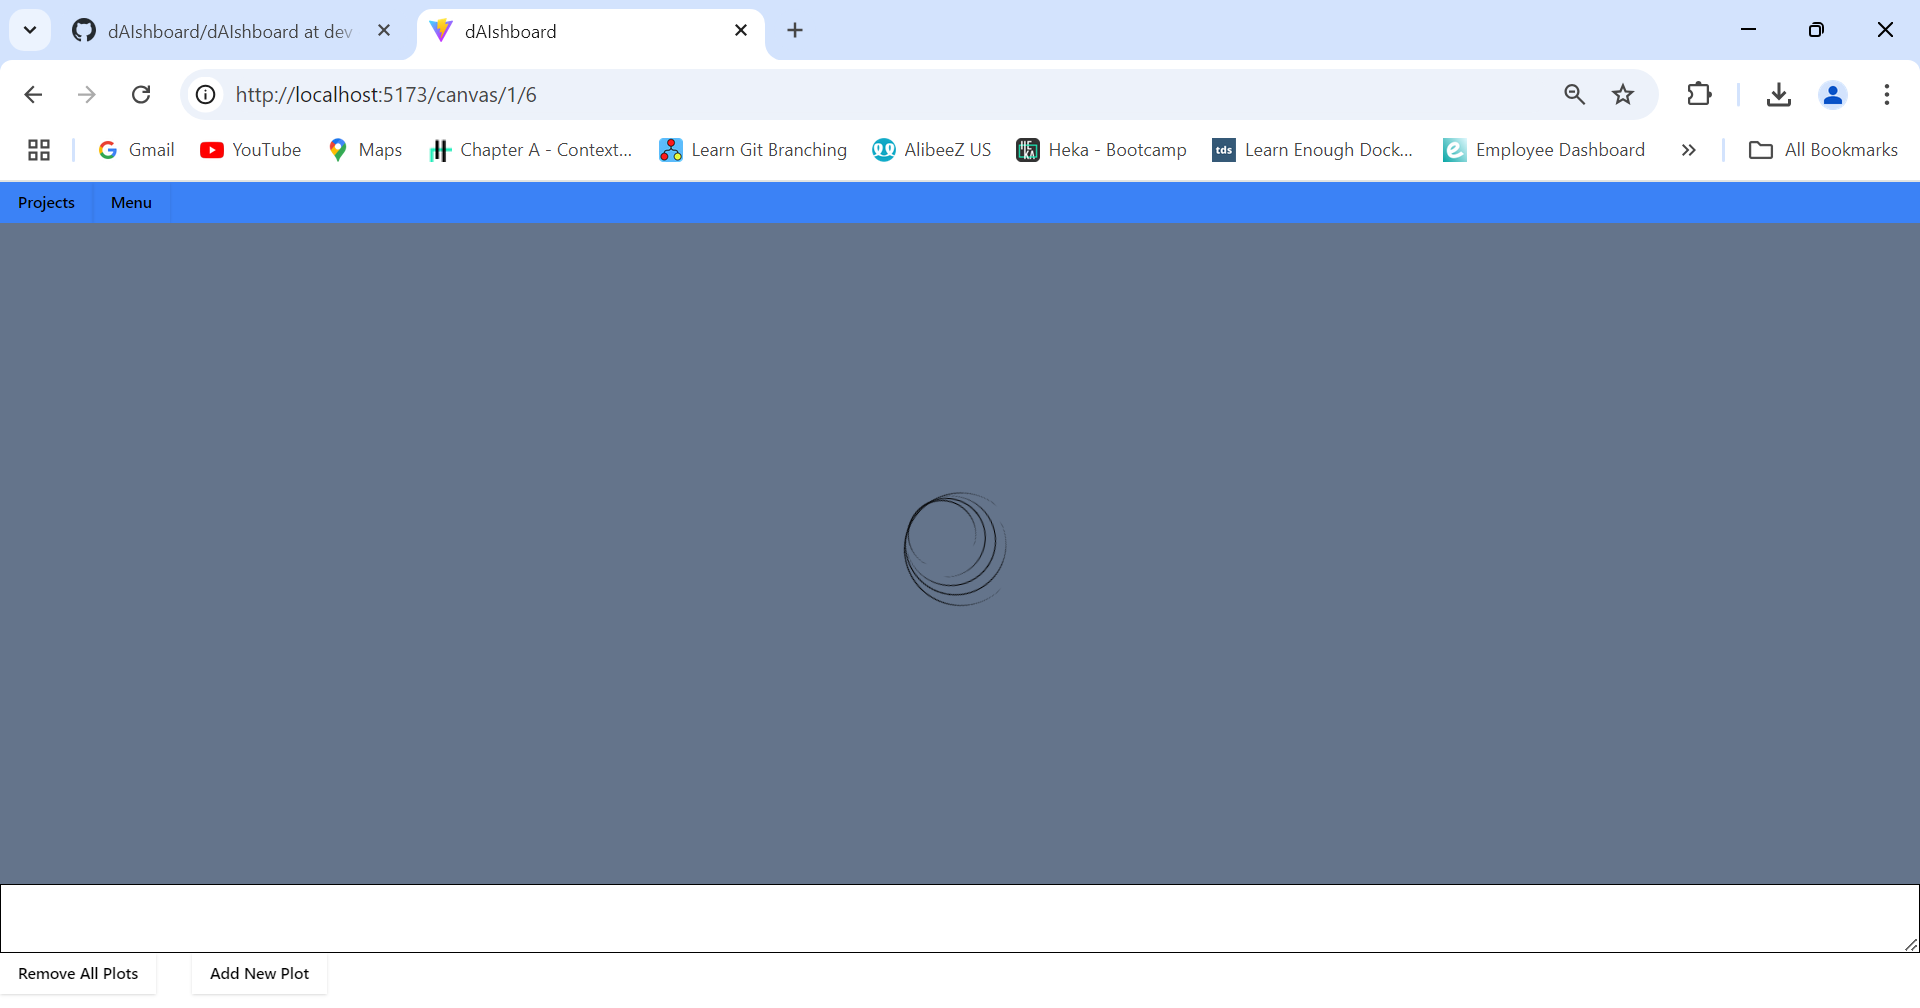 dAIshboard/dAIshboard at dev
dAIshboard
http://localhost:5173/canvas/1/6
Gmail
YouTube
Maps
Chapter A - Context...
Learn Git Branching
AlibeeZ US
HEKA
Heka - Bootcamp
tds
Learn Enough Dock...
Employee Dashboard
All Bookmarks
Projects
Menu
Remove All Plots
Add New Plot